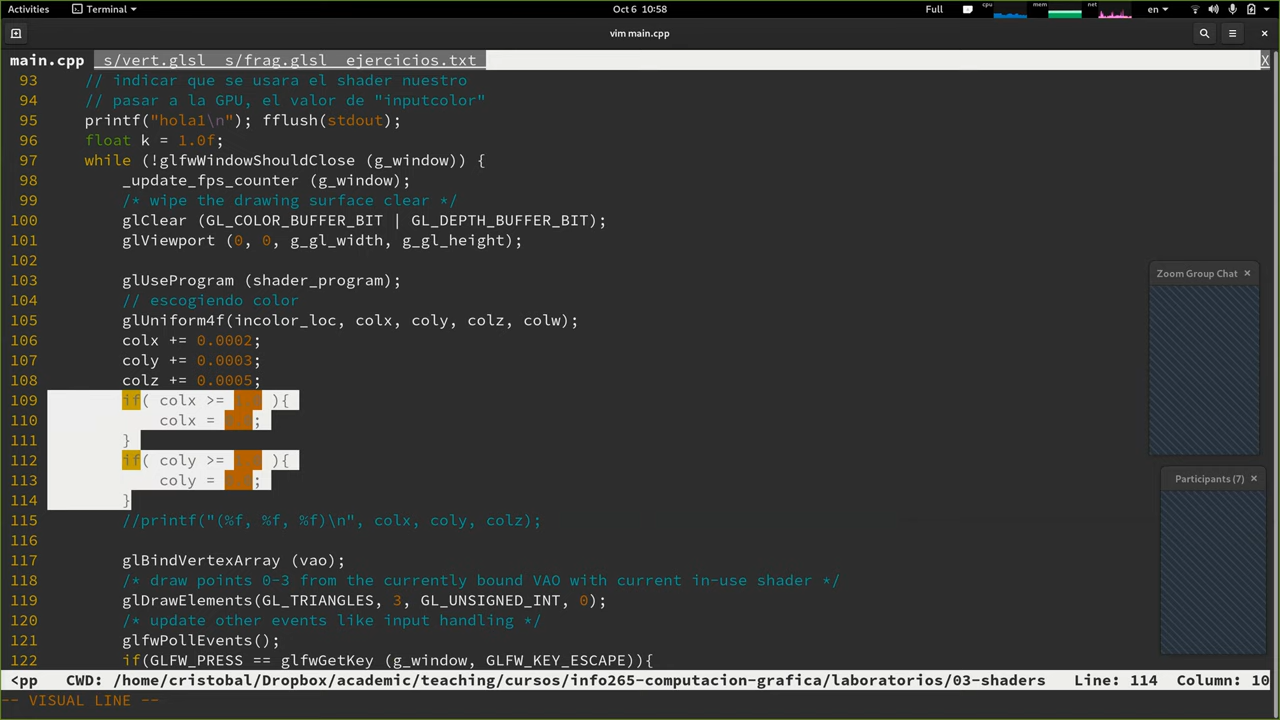 Activities Terminal Oct 6 10:58 Full cpu mem net en
vim main.cpp
main.cpp s/vert.glsl s/frag.glsl ejercicios.txt X
93 // indicar que se usara el shader nuestro
94 // pasar a la GPU, el valor de "inputcolor"
95 printf("hola1\n"); fflush(stdout);
96 float k = 1.0f;
97 while (!glfwWindowShouldClose (g_window)) {
98 _update_fps_counter (g_window);
99 /* wipe the drawing surface clear */
100 glClear (GL_COLOR_BUFFER_BIT | GL_DEPTH_BUFFER_BIT);
101 glViewport (0, 0, g_gl_width, g_gl_height);
102
103 glUseProgram (shader_program);
104 // escogiendo color
105 glUniform4f(incolor_loc, colx, coly, colz, colw);
106 colx += 0.0002;
107 coly += 0.0003;
108 colz += 0.0005;
109 if( colx >= ){
110 colx = ;
111 }
112 if( coly >= ){
113 coly = ;
114 }
115 //printf("(%f, %f, %f)\n", colx, coly, colz);
116
117 glBindVertexArray (vao);
118 /* draw points 0-3 from the currently bound VAO with current in-use shader */
119 glDrawElements(GL_TRIANGLES, 3, GL_UNSIGNED_INT, 0);
120 /* update other events like input handling */
121 glfwPollEvents();
122 if(GLFW_PRESS == glfwGetKey (g_window, GLFW_KEY_ESCAPE)){
<pp CWD: /home/cristobal/Dropbox/academic/teaching/cursos/info265-computacion-grafica/laboratorios/03-shaders Line: 114 Column: 10
-- VISUAL LINE --
Zoom Group Chat
Participants (7)